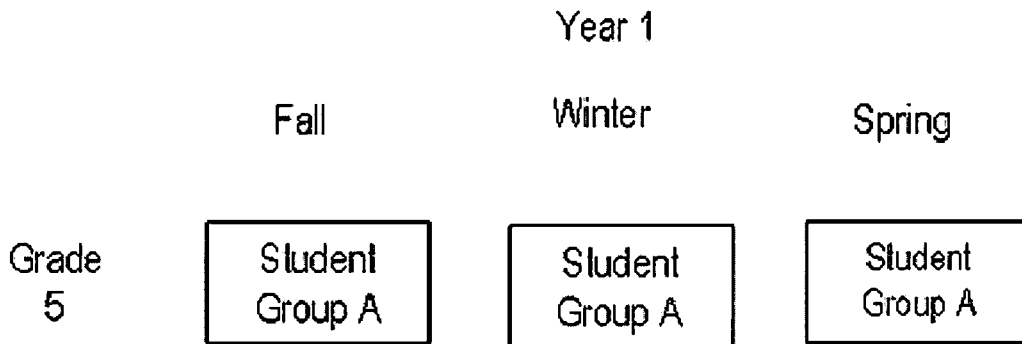 Year 1
Fall Winter Spring
Grade
5
Student
Group A
Student
Group A
Student
Group A